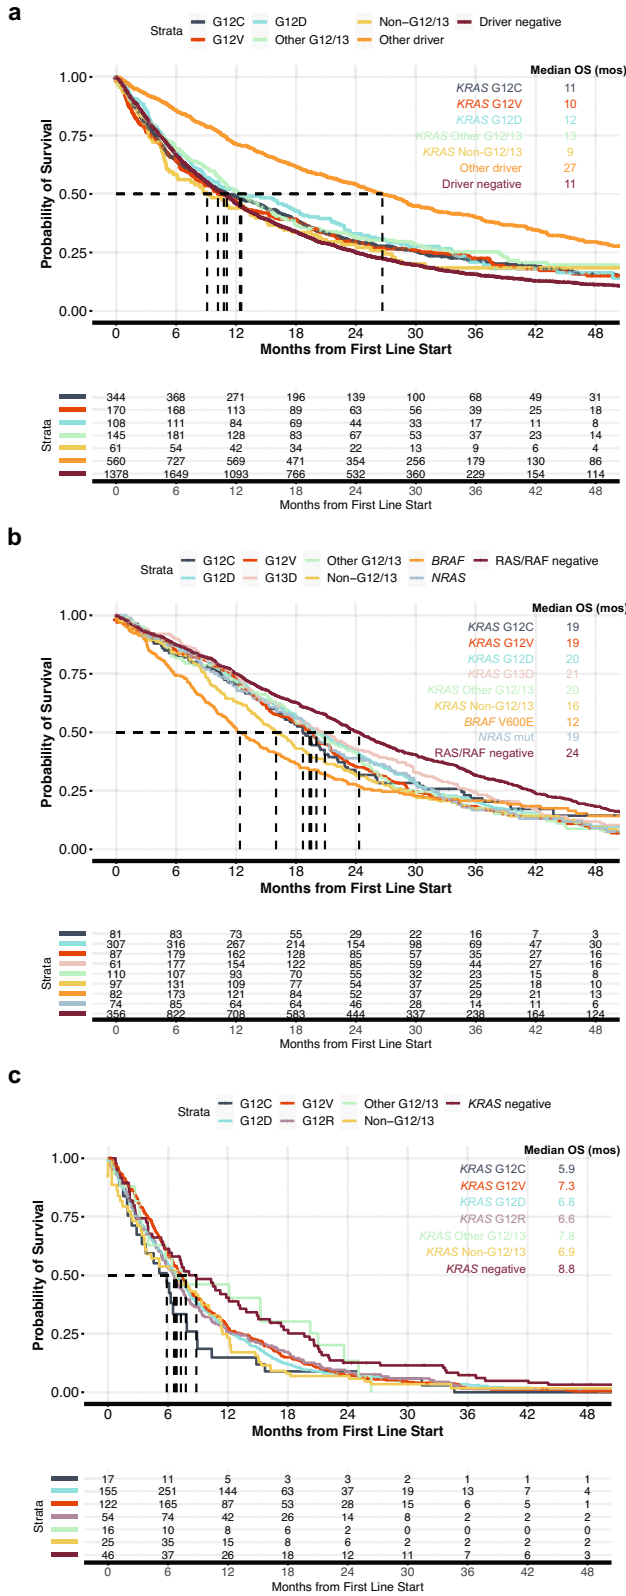 a
Strata G12C G12D Non-G12/13 Driver negative
G12V Other G12/13 Other driver
Median OS (mos)
KRAS G12C 11
KRAS G12V 10
KRAS G12D 12
KRAS Other G12/13 13
KRAS Non-G12/13 9
Other driver 27
Driver negative 11
Probability of Survival
1.00
0.75
0.50
0.25
0.00
0 6 12 18 24 30 36 42 48
Months from First Line Start
Strata
344 368 271 196 139 100 68 49 31
170 168 113 89 63 56 39 25 18
108 111 84 69 44 33 17 11 8
145 181 128 83 67 53 37 23 14
61 54 42 34 22 13 9 6 4
560 727 569 471 354 256 179 130 86
1378 1649 1093 766 532 360 229 154 114
0 6 12 18 24 30 36 42 48
Months from First Line Start
b
Strata G12C G12V Other G12/13 BRAF RAS/RAF negative
G12D G13D Non-G12/13 NRAS
Median OS (mos)
KRAS G12C 19
KRAS G12V 19
KRAS G12D 20
KRAS G13D 21
KRAS Other G12/13 20
KRAS Non-G12/13 16
BRAF V600E 12
NRAS mut 19
RAS/RAF negative 24
Probability of Survival
1.00
0.75
0.50
0.25
0.00
0 6 12 18 24 30 36 42 48
Months from First Line Start
Strata
81 83 73 55 29 22 16 7 3
307 316 267 214 154 98 69 47 30
87 179 162 128 85 57 35 27 16
61 177 154 122 85 59 44 27 16
110 107 93 70 55 32 23 15 8
97 131 109 77 54 37 25 18 10
82 173 121 84 52 37 29 21 13
74 85 64 64 46 28 14 11 6
356 822 708 583 444 337 238 164 124
0 6 12 18 24 30 36 42 48
Months from First Line Start
c
Strata G12C G12V Other G12/13 KRAS negative
G12D G12R Non-G12/13
Median OS (mos)
KRAS G12C 5.9
KRAS G12V 7.3
KRAS G12D 6.8
KRAS G12R 6.6
KRAS Other G12/13 7.8
KRAS Non-G12/13 6.9
KRAS negative 8.8
Probability of Survival
1.00
0.75
0.50
0.25
0.00
0 6 12 18 24 30 36 42 48
Months from First Line Start
Strata
17 11 5 3 3 2 1 1 1
155 251 144 63 37 19 13 7 4
122 165 87 53 28 15 6 5 1
54 74 42 26 14 8 2 2 2
16 10 8 6 2 0 0 0 0
25 35 15 8 6 2 2 2 2
46 37 26 18 12 11 7 6 3
0 6 12 18 24 30 36 42 48
Months from First Line Start